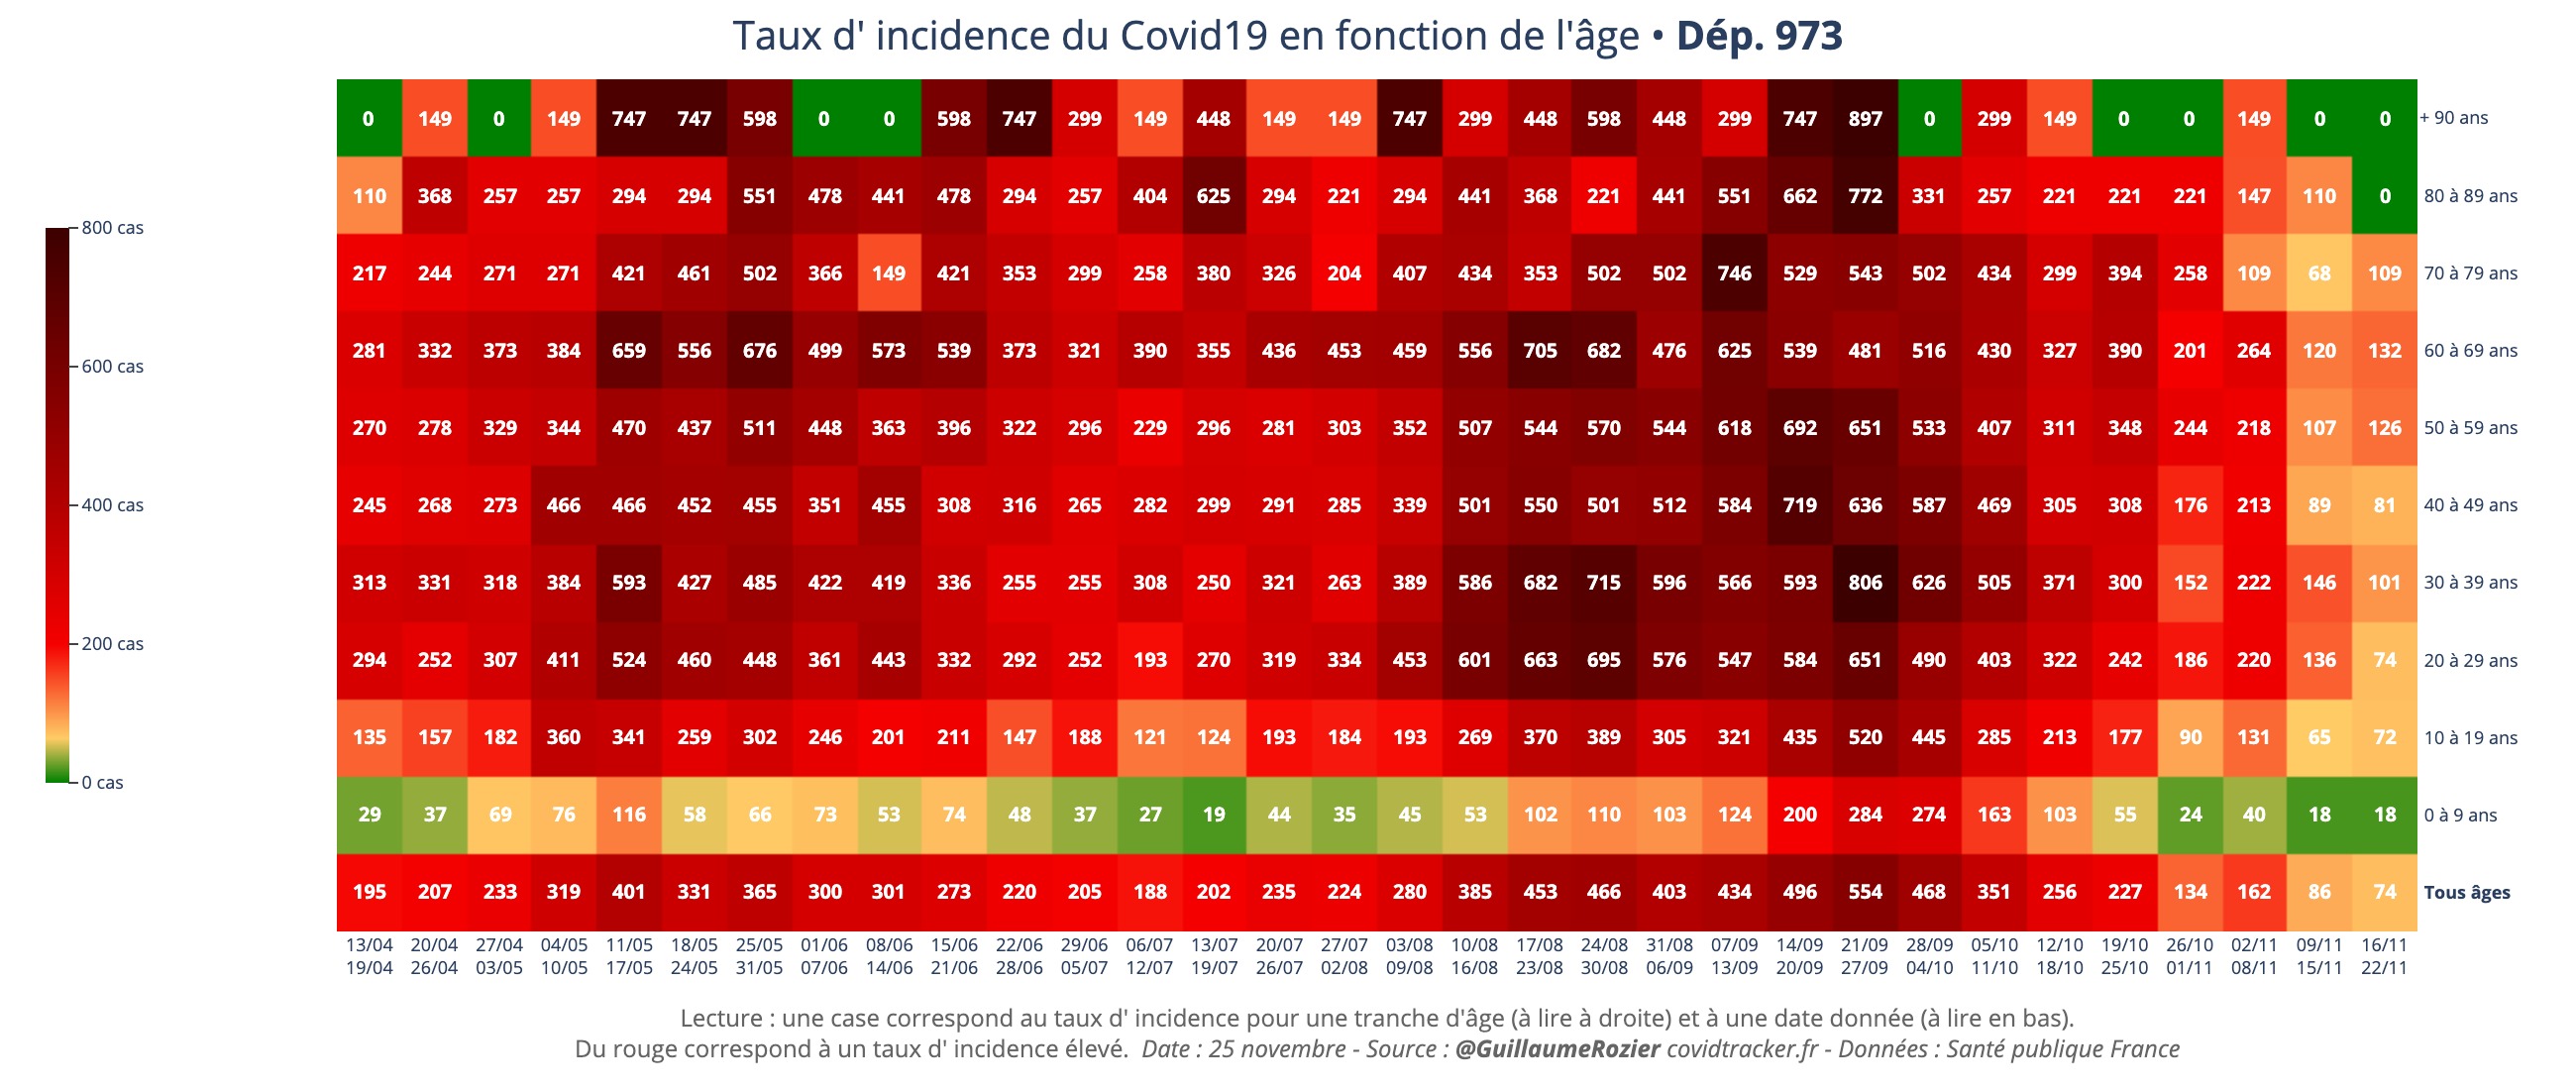 Taux d' incidence du Covid19 en fonction de l'âge • Dép. 973
800 cas
600 cas
400 cas
200 cas
0 cas
0 149 0 149 747 747 598 0 0 598 747 299 149 448 149 149 747 299 448 598 448 299 747 897 0 299 149 0 0 149 0 0 + 90 ans
110 368 257 257 294 294 551 478 441 478 294 257 404 625 294 221 294 441 368 221 441 551 662 772 331 257 221 221 221 147 110 0 80 à 89 ans
217 244 271 271 421 461 502 366 149 421 353 299 258 380 326 204 407 434 353 502 502 746 529 543 502 434 299 394 258 109 68 109 70 à 79 ans
281 332 373 384 659 556 676 499 573 539 373 321 390 355 436 453 459 556 705 682 476 625 539 481 516 430 327 390 201 264 120 132 60 à 69 ans
270 278 329 344 470 437 511 448 363 396 322 296 229 296 281 303 352 507 544 570 544 618 692 651 533 407 311 348 244 218 107 126 50 à 59 ans
245 268 273 466 466 452 455 351 455 308 316 265 282 299 291 285 339 501 550 501 512 584 719 636 587 469 305 308 176 213 89 81 40 à 49 ans
313 331 318 384 593 427 485 422 419 336 255 255 308 250 321 263 389 586 682 715 596 566 593 806 626 505 371 300 152 222 146 101 30 à 39 ans
294 252 307 411 524 460 448 361 443 332 292 252 193 270 319 334 453 601 663 695 576 547 584 651 490 403 322 242 186 220 136 74 20 à 29 ans
135 157 182 360 341 259 302 246 201 211 147 188 121 124 193 184 193 269 370 389 305 321 435 520 445 285 213 177 90 131 65 72 10 à 19 ans
29 37 69 76 116 58 66 73 53 74 48 37 27 19 44 35 45 53 102 110 103 124 200 284 274 163 103 55 24 40 18 18 0 à 9 ans
195 207 233 319 401 331 365 300 301 273 220 205 188 202 235 224 280 385 453 466 403 434 496 554 468 351 256 227 134 162 86 74 Tous âges
13/04 20/04 27/04 04/05 11/05 18/05 25/05 01/06 08/06 15/06 22/06 29/06 06/07 13/07 20/07 27/07 03/08 10/08 17/08 24/08 31/08 07/09 14/09 21/09 28/09 05/10 12/10 19/10 26/10 02/11 09/11 16/11
19/04 26/04 03/05 10/05 17/05 24/05 31/05 07/06 14/06 21/06 28/06 05/07 12/07 19/07 26/07 02/08 09/08 16/08 23/08 30/08 06/09 13/09 20/09 27/09 04/10 11/10 18/10 25/10 01/11 08/11 15/11 22/11
Lecture : une case correspond au taux d' incidence pour une tranche d'âge (à lire à droite) et à une date donnée (à lire en bas).
Du rouge correspond à un taux d' incidence élevé. Date : 25 novembre - Source : @GuillaumeRozier covidtracker.fr - Données : Santé publique France